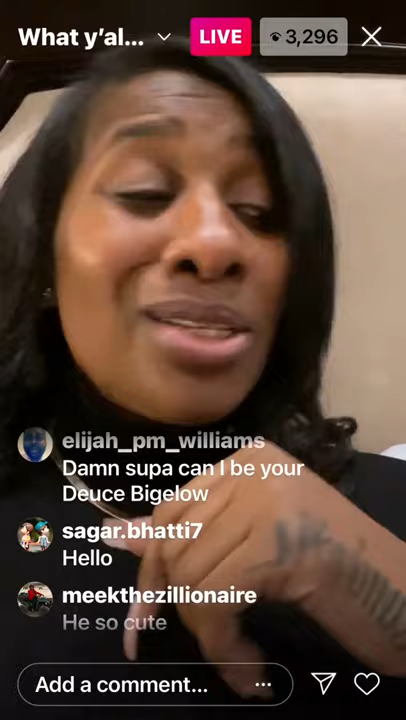 What y'al...
LIVE
3,296
elijah_pm_williams
Damn supa can I be your
Deuce Bigelow
sagar.bhatti7
Hello
meekthezillionaire
He so cute
Add a comment...